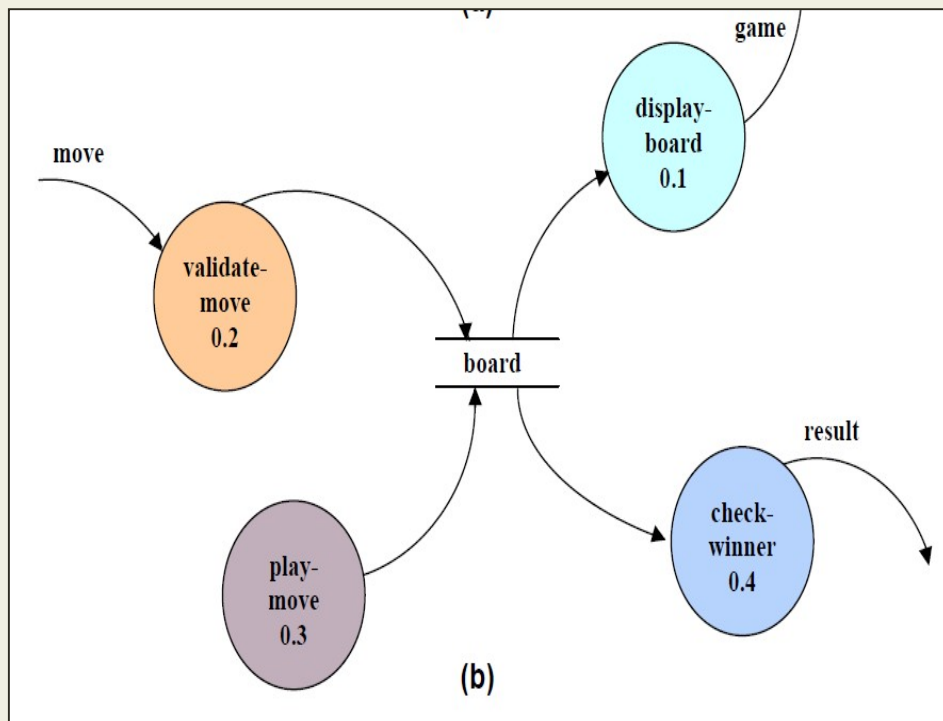 game
display-
board
0.1
move
validate-
move
0.2
board
result
check-
winner
0.4
play-
move
0.3
(b)